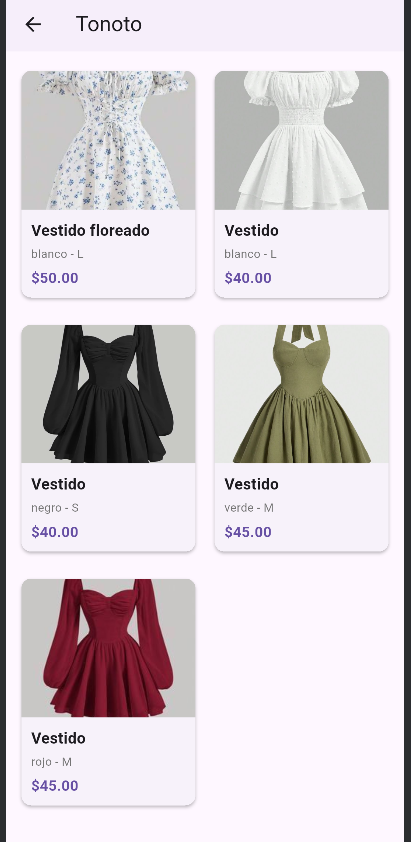 Tonoto
Vestido floreado
blanco - L
$50.00
Vestido
blanco - L
$40.00
Vestido
negro - S
$40.00
Vestido
verde - M
$45.00
Vestido
rojo - M
$45.00